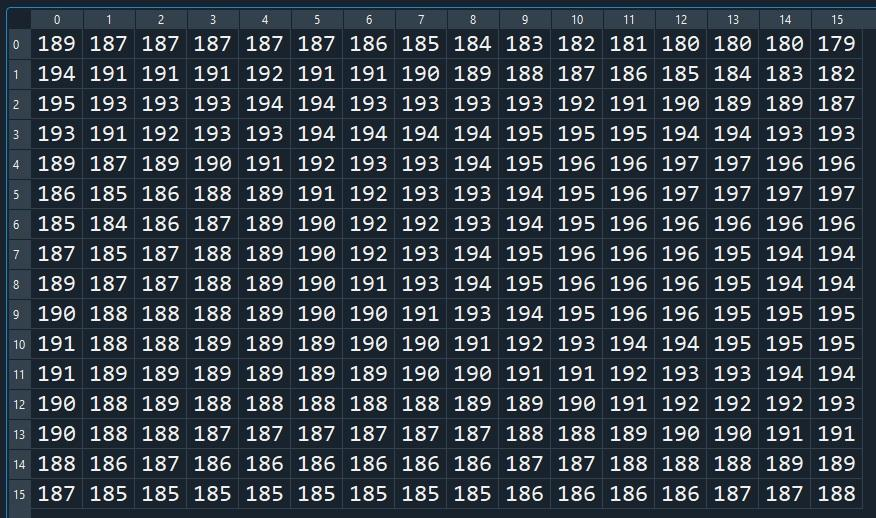 0 1 2 3 4 5 6 7 8 9 10 11 12 13 14 15
0 189 187 187 187 187 187 186 185 184 183 182 181 180 180 180 179
1 194 191 191 191 192 191 191 190 189 188 187 186 185 184 183 182
2 195 193 193 193 194 194 193 193 193 193 192 191 190 189 189 187
3 193 191 192 193 193 194 194 194 194 195 195 195 194 194 193 193
4 189 187 189 190 191 192 193 193 194 195 196 196 197 197 196 196
5 186 185 186 188 189 191 192 193 193 194 195 196 197 197 197 197
6 185 184 186 187 189 190 192 192 193 194 195 196 196 196 196 196
7 187 185 187 188 189 190 192 193 194 195 196 196 196 195 194 194
8 189 187 187 188 189 190 191 193 194 195 196 196 196 195 194 194
9 190 188 188 188 189 190 190 191 193 194 195 196 196 195 195 195
10 191 188 188 189 189 189 190 190 191 192 193 194 194 195 195 195
11 191 189 189 189 189 189 189 190 190 191 191 192 193 193 194 194
12 190 188 189 188 188 188 188 188 189 189 190 191 192 192 192 193
13 190 188 188 187 187 187 187 187 187 188 188 189 190 190 191 191
14 188 186 187 186 186 186 186 186 186 187 187 188 188 188 189 189
15 187 185 185 185 185 185 185 185 185 186 186 186 186 187 187 188